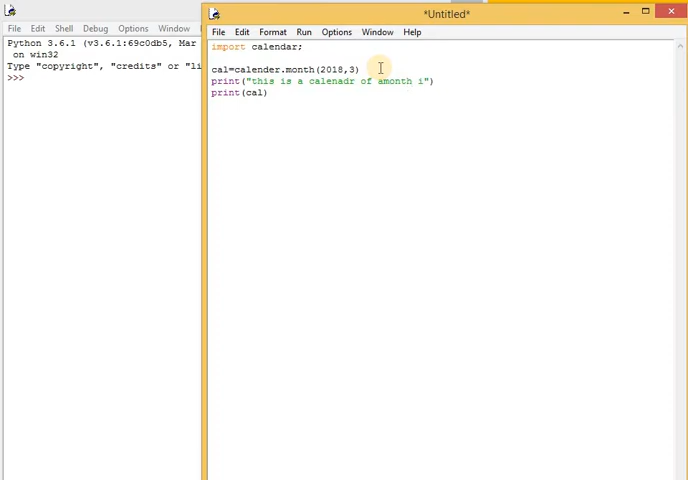 *Untitled*
File Edit Shell Debug Options Window
Python 3.6.1 (v3.6.1:69c0db5, Mar
on win32
Type "copyright", "credits" or "li
>>>
File Edit Format Run Options Window Help
import calendar;
cal=calender.month(2018,3)
print("this is a calenadr of amonth i")
print(cal)